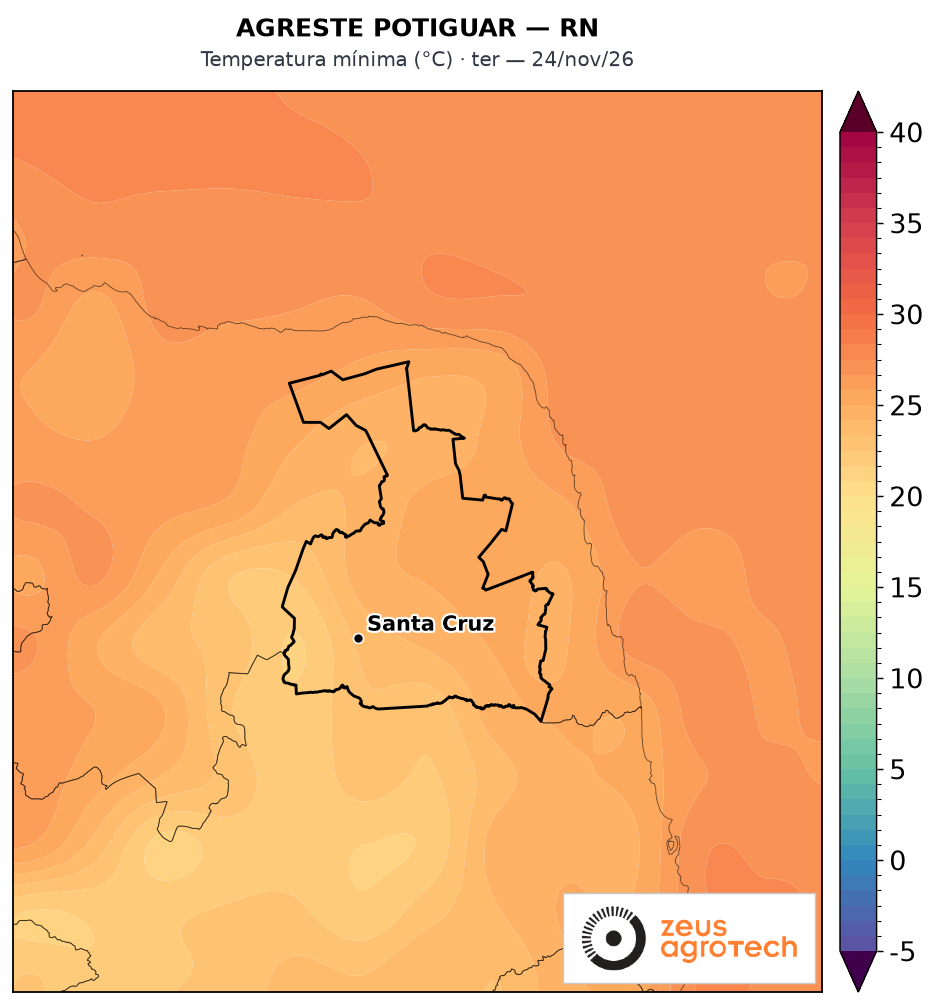 AGRESTE POTIGUAR — RN
Temperatura mínima (°C) · ter — 24/nov/26
40
35
30
25
20
15
10
5
0
-5
Santa Cruz
zeus
agrotech